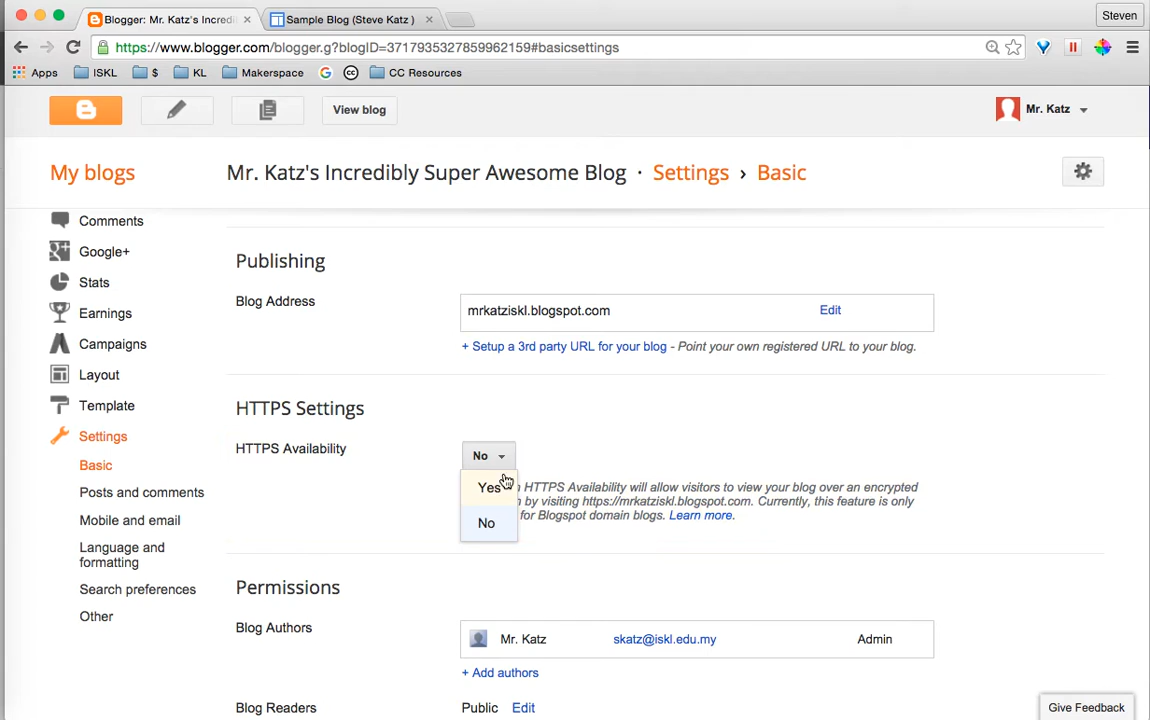 Blogger: Mr. Katz's Incredi
Sample Blog (Steve Katz )
Steven
https://www.blogger.com/blogger.g?blogID=3717935327859962159#basicsettings
Apps
ISKL
$
KL
Makerspace
CC Resources
View blog
Mr. Katz
My blogs
Mr. Katz's Incredibly Super Awesome Blog · Settings › Basic
Comments
Google+
Stats
Earnings
Campaigns
Layout
Template
Settings
Basic
Posts and comments
Mobile and email
Language and
formatting
Search preferences
Other
Publishing
Blog Address
mrkatziskl.blogspot.com
Edit
+ Setup a 3rd party URL for your blog - Point your own registered URL to your blog.
HTTPS Settings
HTTPS Availability
No
Yes
No
HTTPS Availability will allow visitors to view your blog over an encrypted
by visiting https://mrkatziskl.blogspot.com. Currently, this feature is only
for Blogspot domain blogs. Learn more.
Permissions
Blog Authors
Mr. Katz
skatz@iskl.edu.my
Admin
+ Add authors
Blog Readers
Public
Edit
Give Feedback